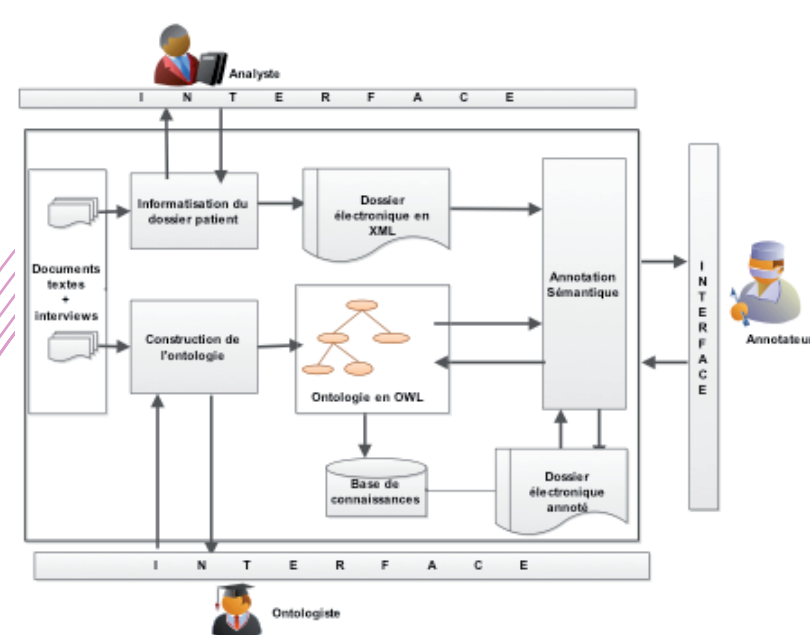 Analyste
I N T E R F A C E
Informatisation du
dossier patient
Dossier
électronique en
XML
Documents
textes
+
interviews
Annotation
Sémantique
I
N
T
E
R
F
A
C
E
Annotateur
Construction de
l'ontologie
Ontologie en OWL
Base de
connaissances
Dossier
électronique
annoté
I N T E R F A C E
Ontologiste